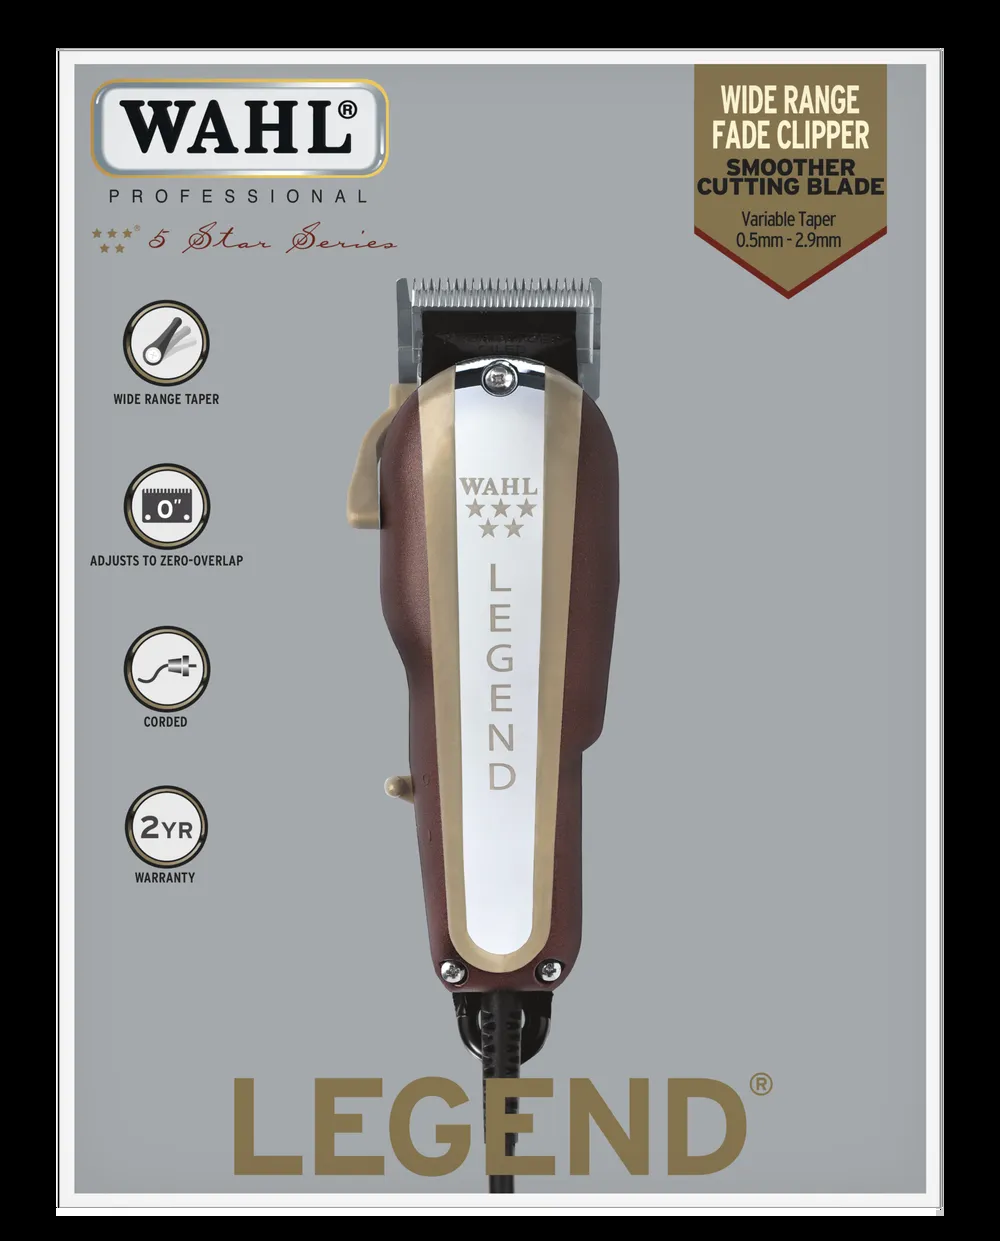 WAHL®
PROFESSIONAL
5 Star Series
WIDE RANGE
FADE CLIPPER
SMOOTHER
CUTTING BLADE
Variable Taper
0.5mm - 2.9mm
WIDE RANGE TAPER
0"
ADJUSTS TO ZERO-OVERLAP
CORDED
2YR
WARRANTY
WAHL
LEGEND
LEGEND®